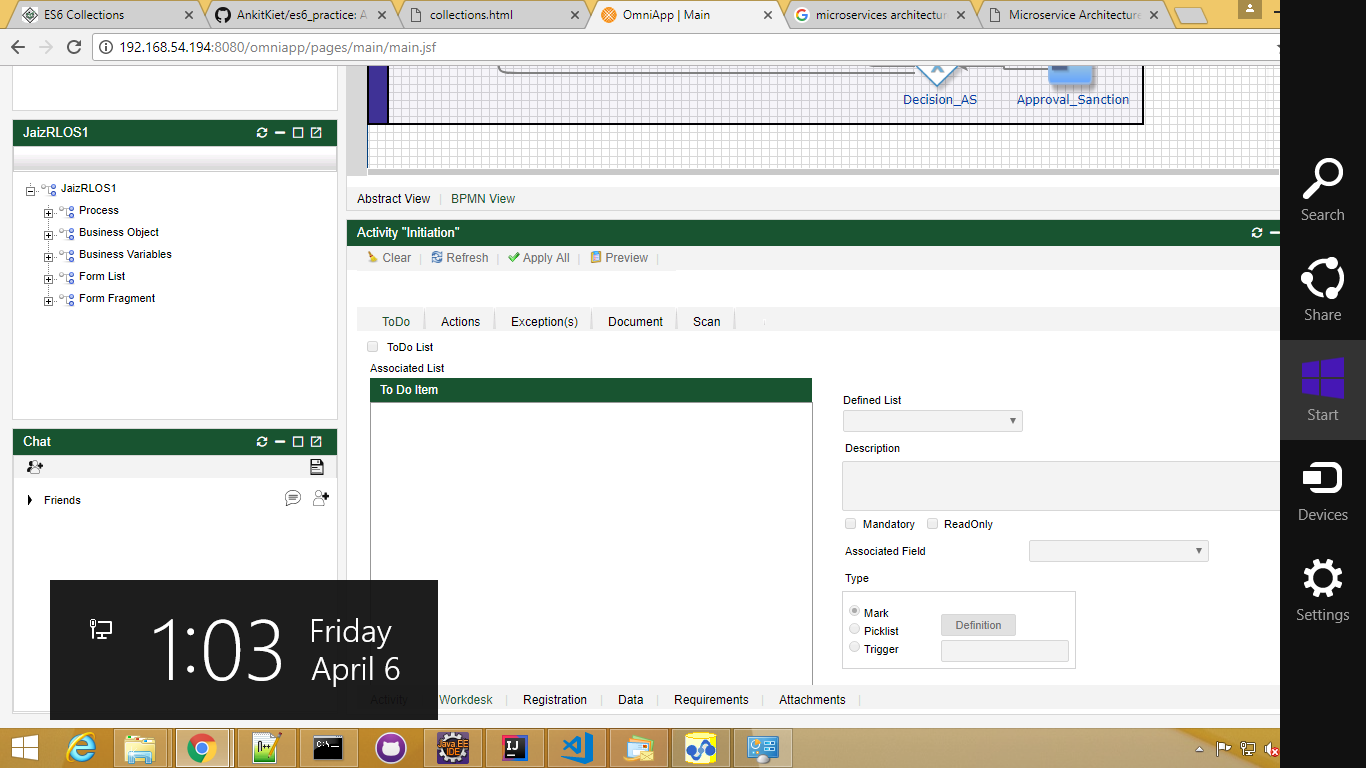 ES6 Collections
AnkitKiet/es6_practice: A
collections.html
OmniApp | Main
microservices architectur
Microservice Architecture
192.168.54.194:8080/omniapp/pages/main/main.jsf
Decision_AS
Approval_Sanction
JaizRLOS1
JaizRLOS1
Process
Business Object
Business Variables
Form List
Form Fragment
Abstract View
BPMN View
Activity "Initiation"
Clear
Refresh
Apply All
Preview
ToDo
Actions
Exception(s)
Document
Scan
ToDo List
Associated List
To Do Item
Defined List
Description
Mandatory
ReadOnly
Associated Field
Type
Mark
Picklist
Trigger
Definition
Chat
Friends
Activity
Workdesk
Registration
Data
Requirements
Attachments
1:03
Friday
April 6
Search
Share
Start
Devices
Settings
Java EE
IDE
IJ